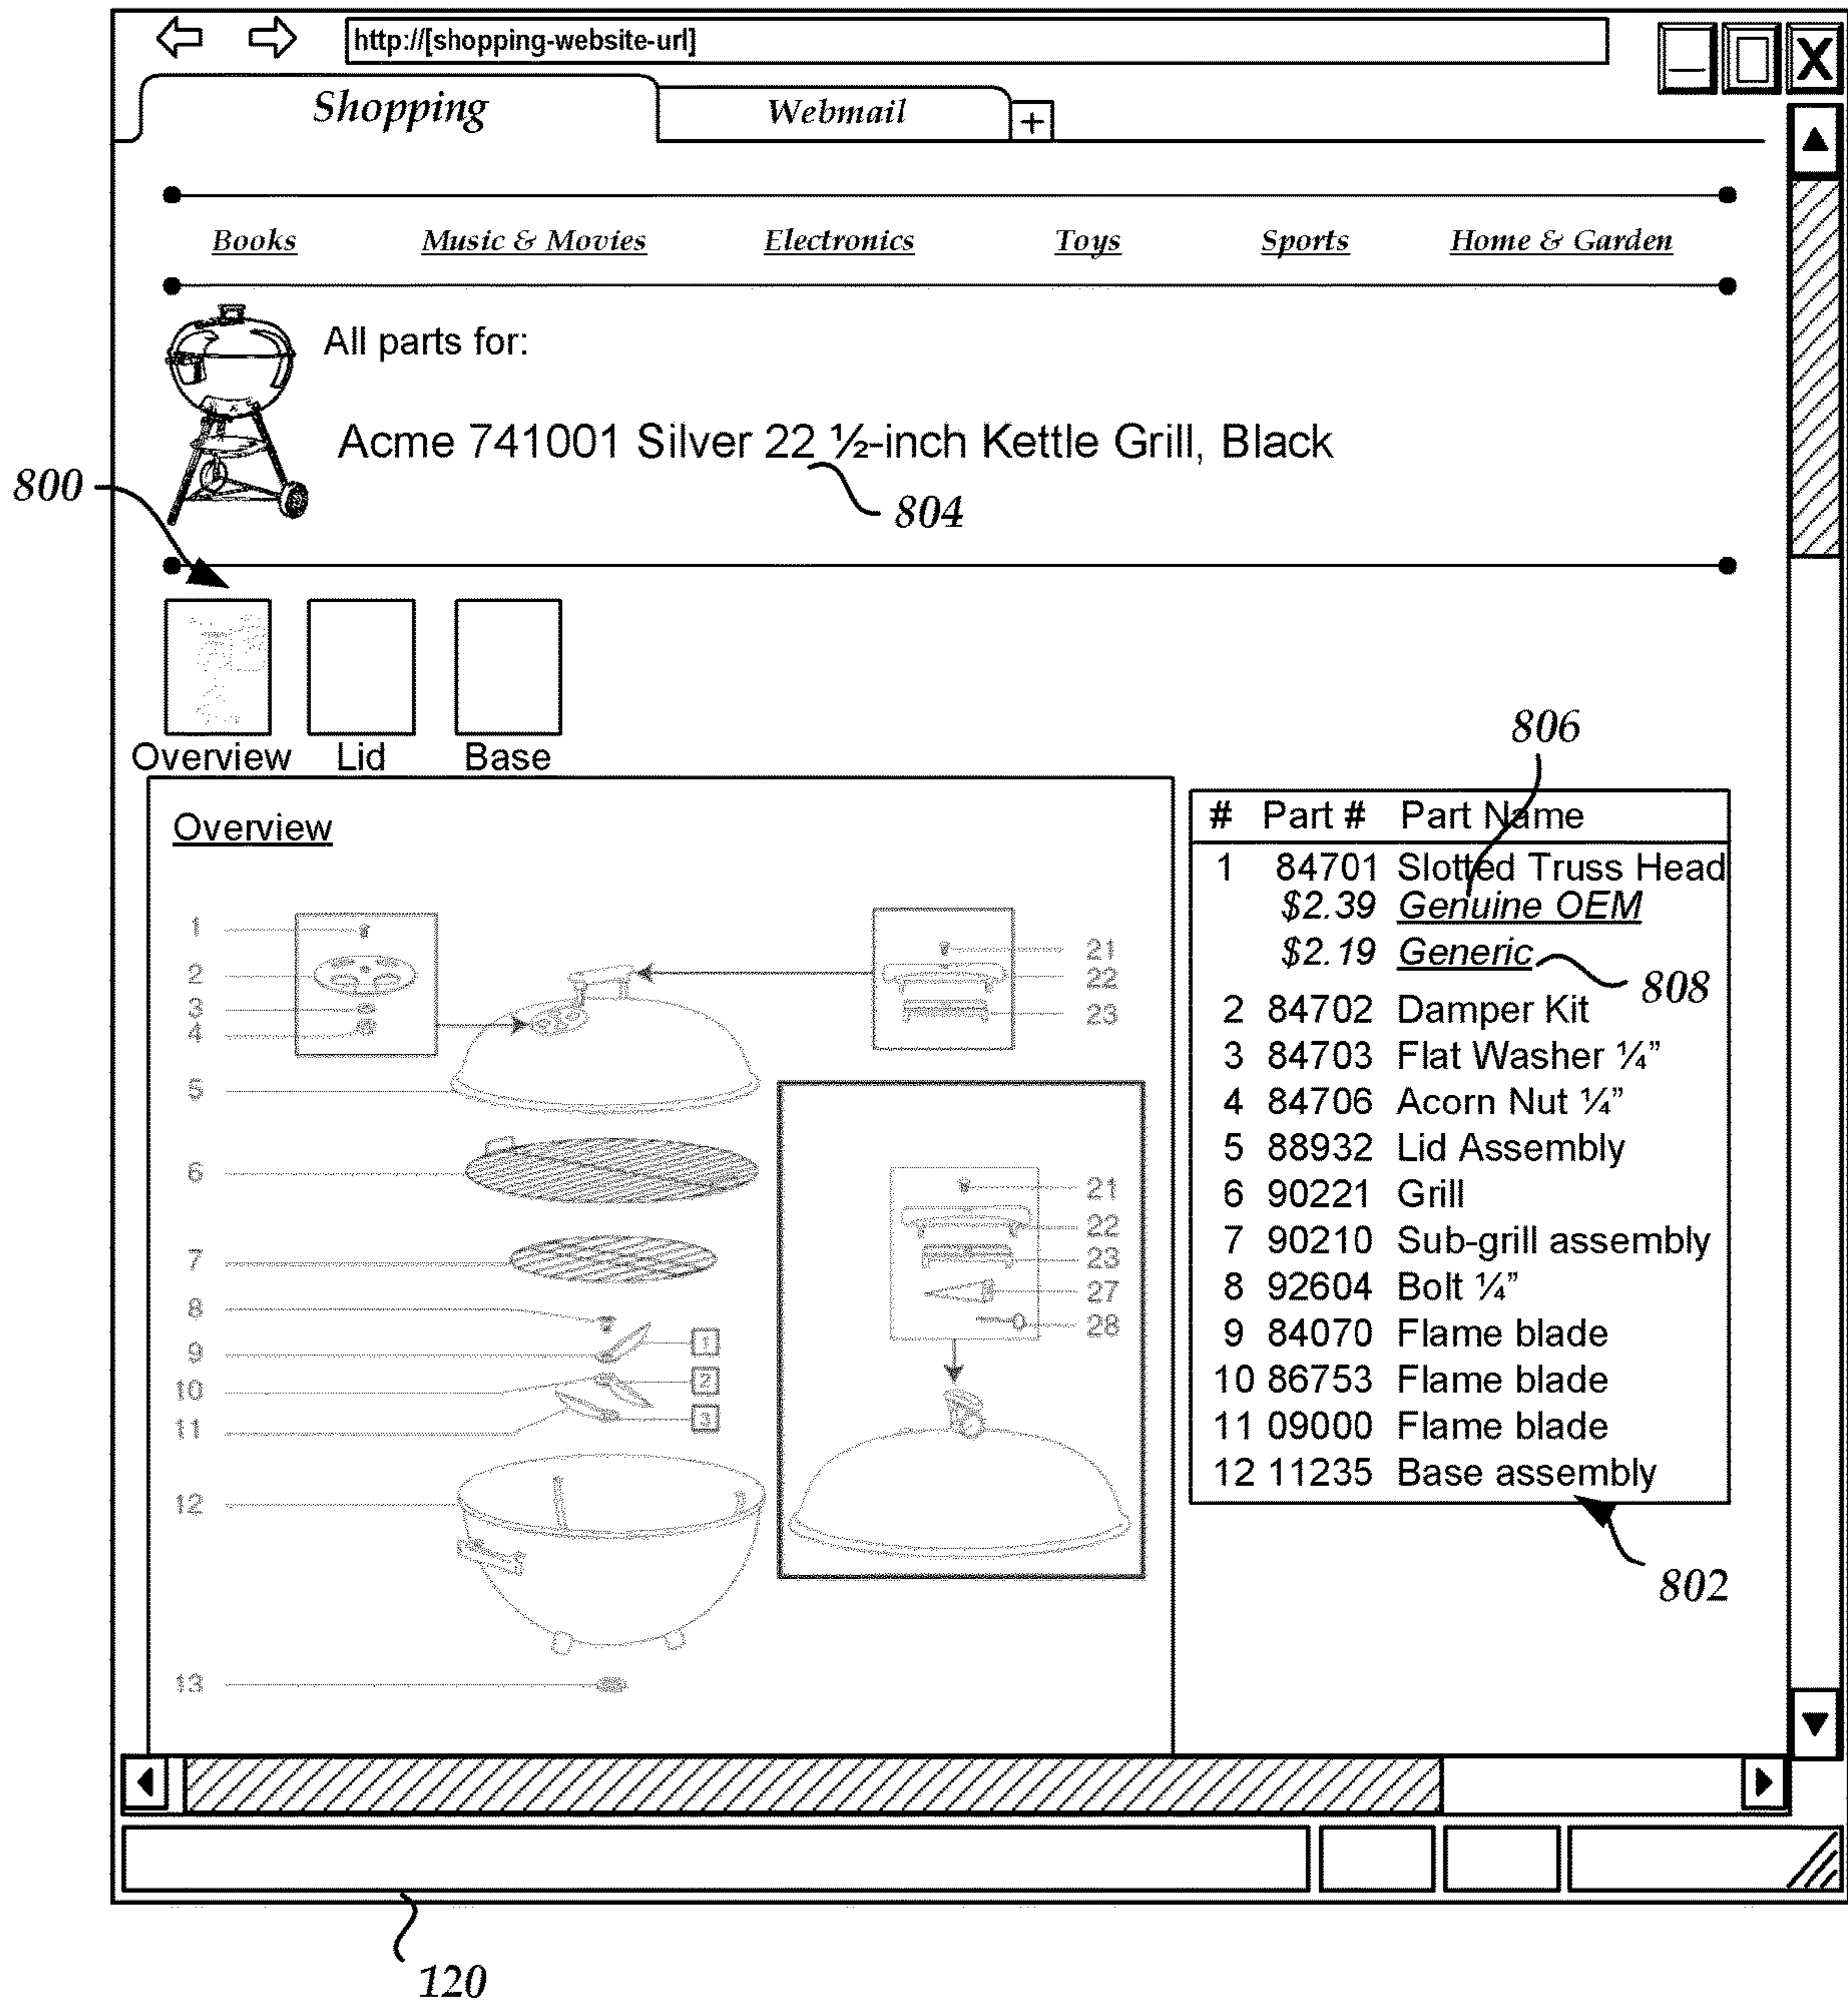 http://[shopping-website-url]
X
Shopping
Webmail
+
Books
Music & Movies
Electronics
Toys
Sports
Home & Garden
All parts for:
Acme 741001 Silver 22 ½-inch Kettle Grill, Black
800
804
Overview
Lid
Base
806
Overview
1
2
3
4
5
6
7
8
9
10
11
12
13
21
22
23
1
2
3
21
22
23
27
28
# Part # Part Name
1 84701 Slotted Truss Head
$2.39 Genuine OEM
$2.19 Generic
808
2 84702 Damper Kit
3 84703 Flat Washer ¼”
4 84706 Acorn Nut ¼”
5 88932 Lid Assembly
6 90221 Grill
7 90210 Sub-grill assembly
8 92604 Bolt ¼”
9 84070 Flame blade
10 86753 Flame blade
11 09000 Flame blade
12 11235 Base assembly
802
120